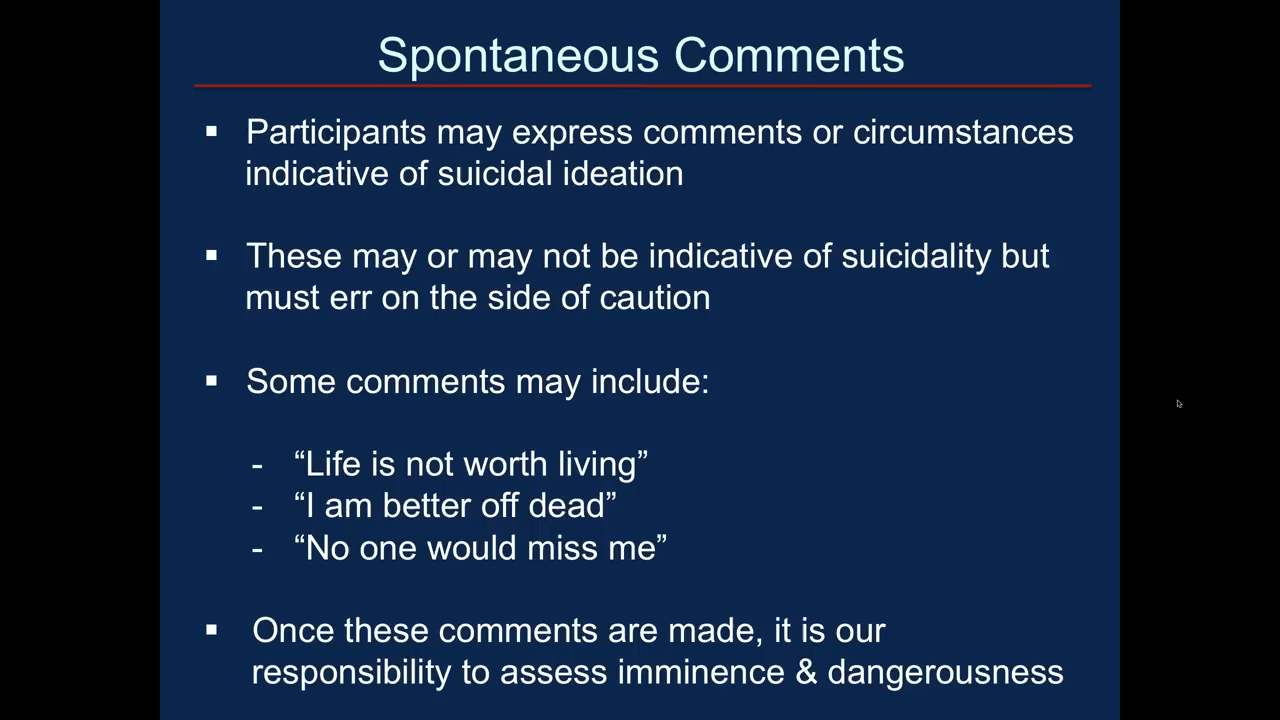 Spontaneous Comments
▪ Participants may express comments or circumstances
indicative of suicidal ideation
▪ These may or may not be indicative of suicidality but
must err on the side of caution
▪ Some comments may include:
- “Life is not worth living”
- “I am better off dead”
- “No one would miss me”
▪ Once these comments are made, it is our
responsibility to assess imminence & dangerousness